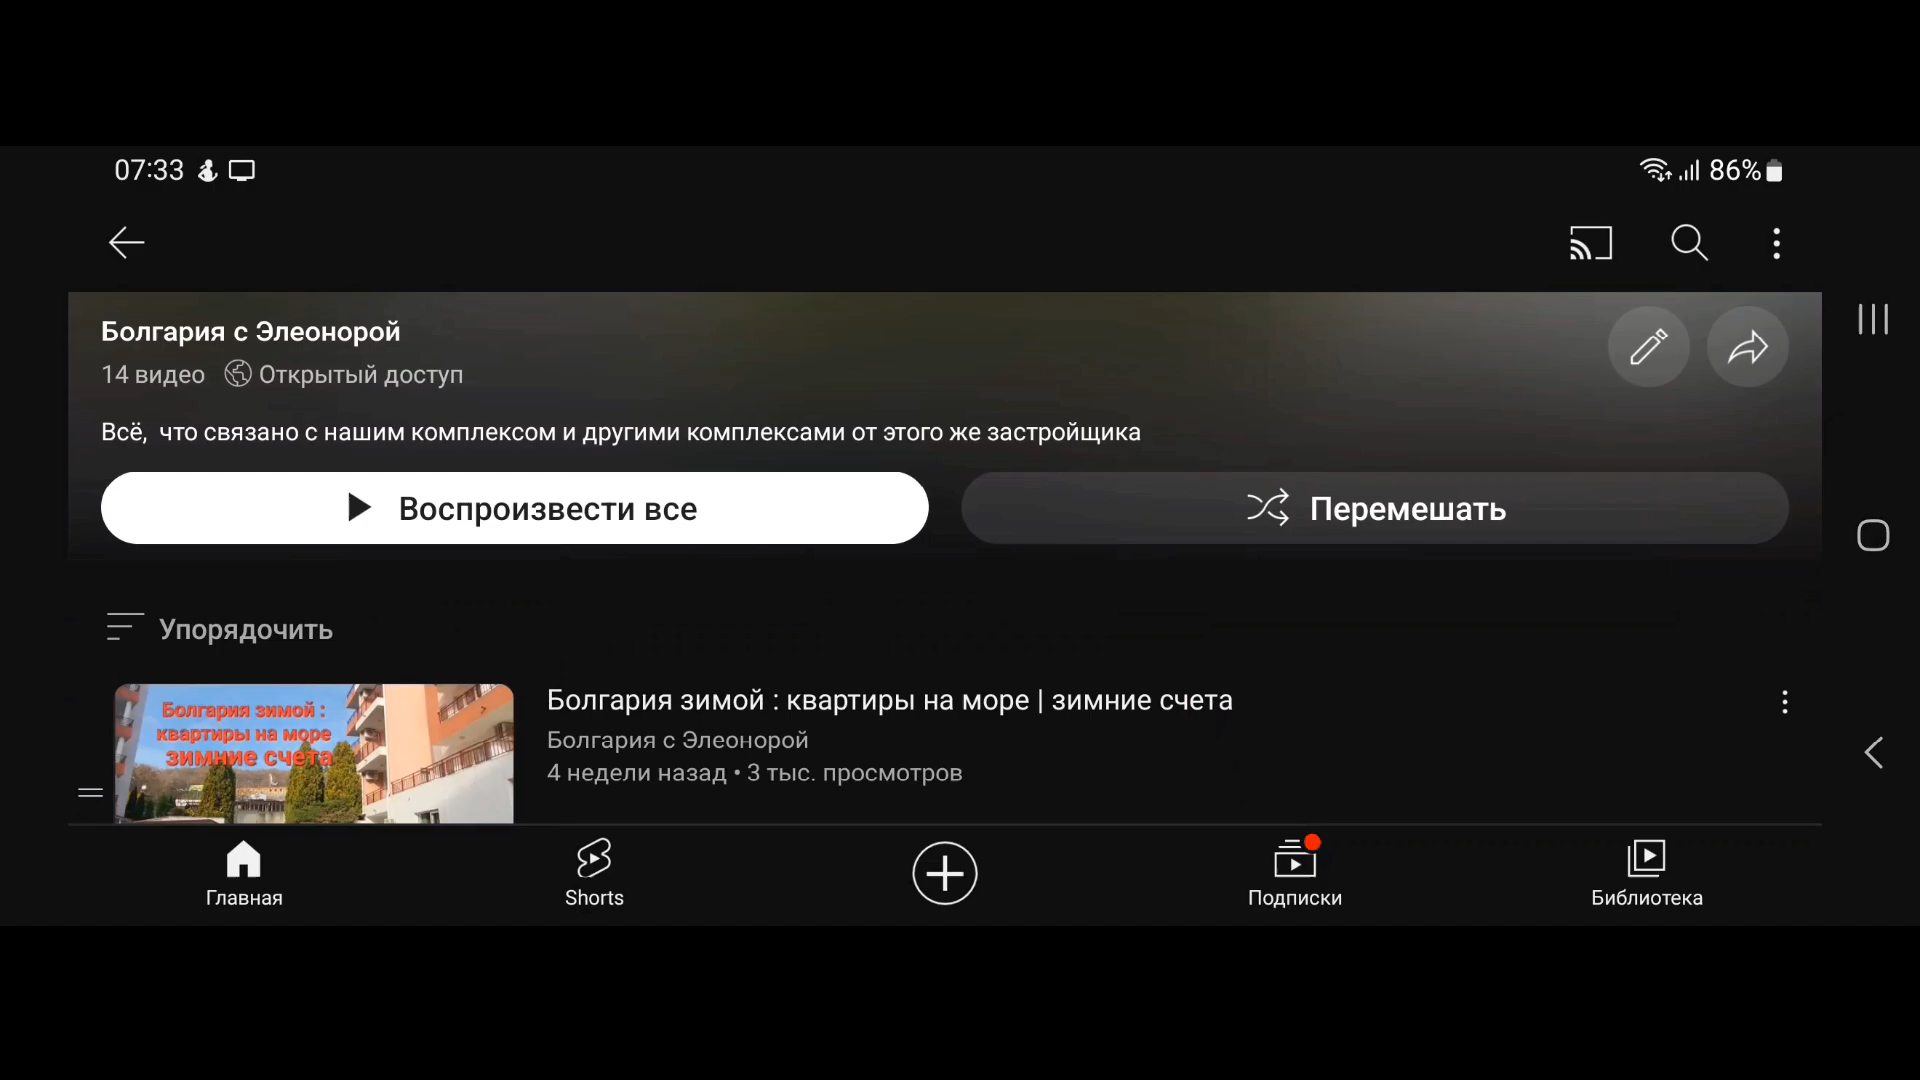 07:33
86%
Болгария с Элеонорой
14 видео Открытый доступ
Всё, что связано с нашим комплексом и другими комплексами от этого же застройщика
Воспроизвести все
Перемешать
Упорядочить
Болгария зимой :
квартиры на море
зимние счета
Болгария зимой : квартиры на море | зимние счета
Болгария с Элеонорой
4 недели назад • 3 тыс. просмотров
Главная
Shorts
Подписки
Библиотека